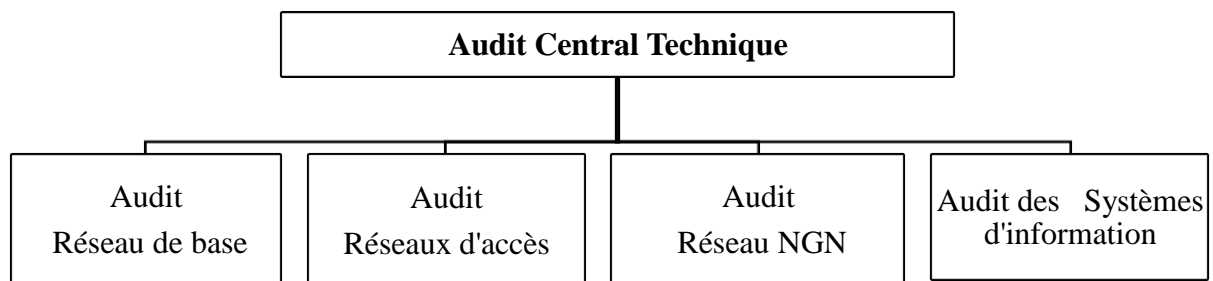 Audit Central Technique
Audit
Réseau de base
Audit
Réseaux d'accès
Audit
Réseau NGN
Audit des Systèmes
d'information